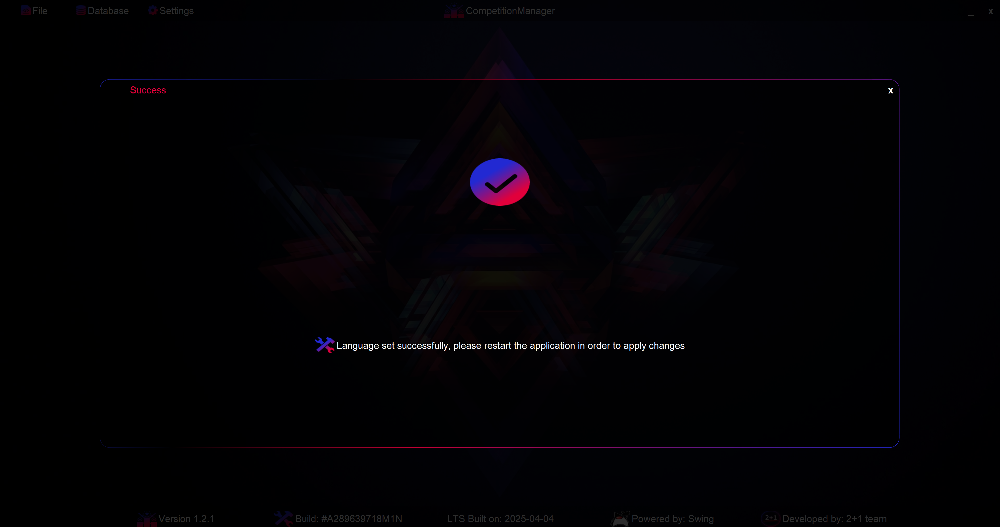 File Database Settings CompetitionManager _ x
Success x
Language set successfully, please restart the application in order to apply changes
Version 1.2.1 Build: #A289639718M1N LTS Built on: 2025-04-04 Powered by: Swing 2+1 Developed by: 2+1 team